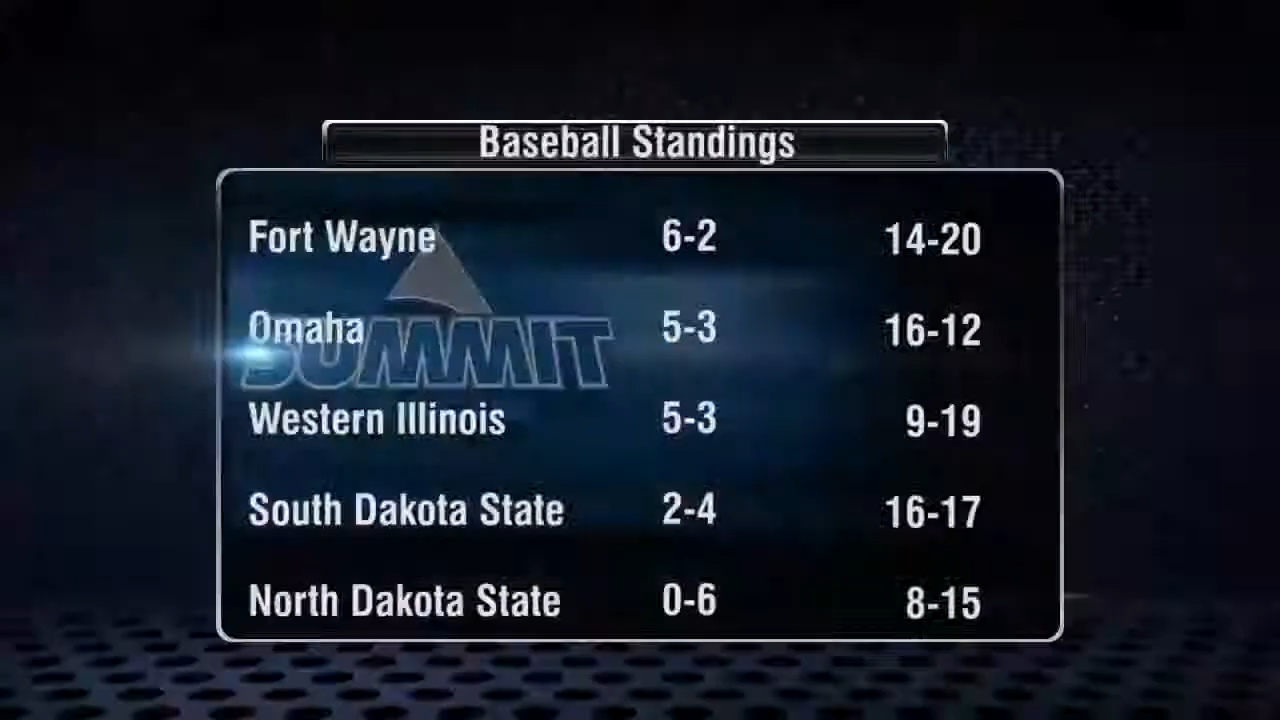 Baseball Standings
Fort Wayne 6-2 14-20
Omaha 5-3 16-12
SUMMIT
Western Illinois 5-3 9-19
South Dakota State 2-4 16-17
North Dakota State 0-6 8-15